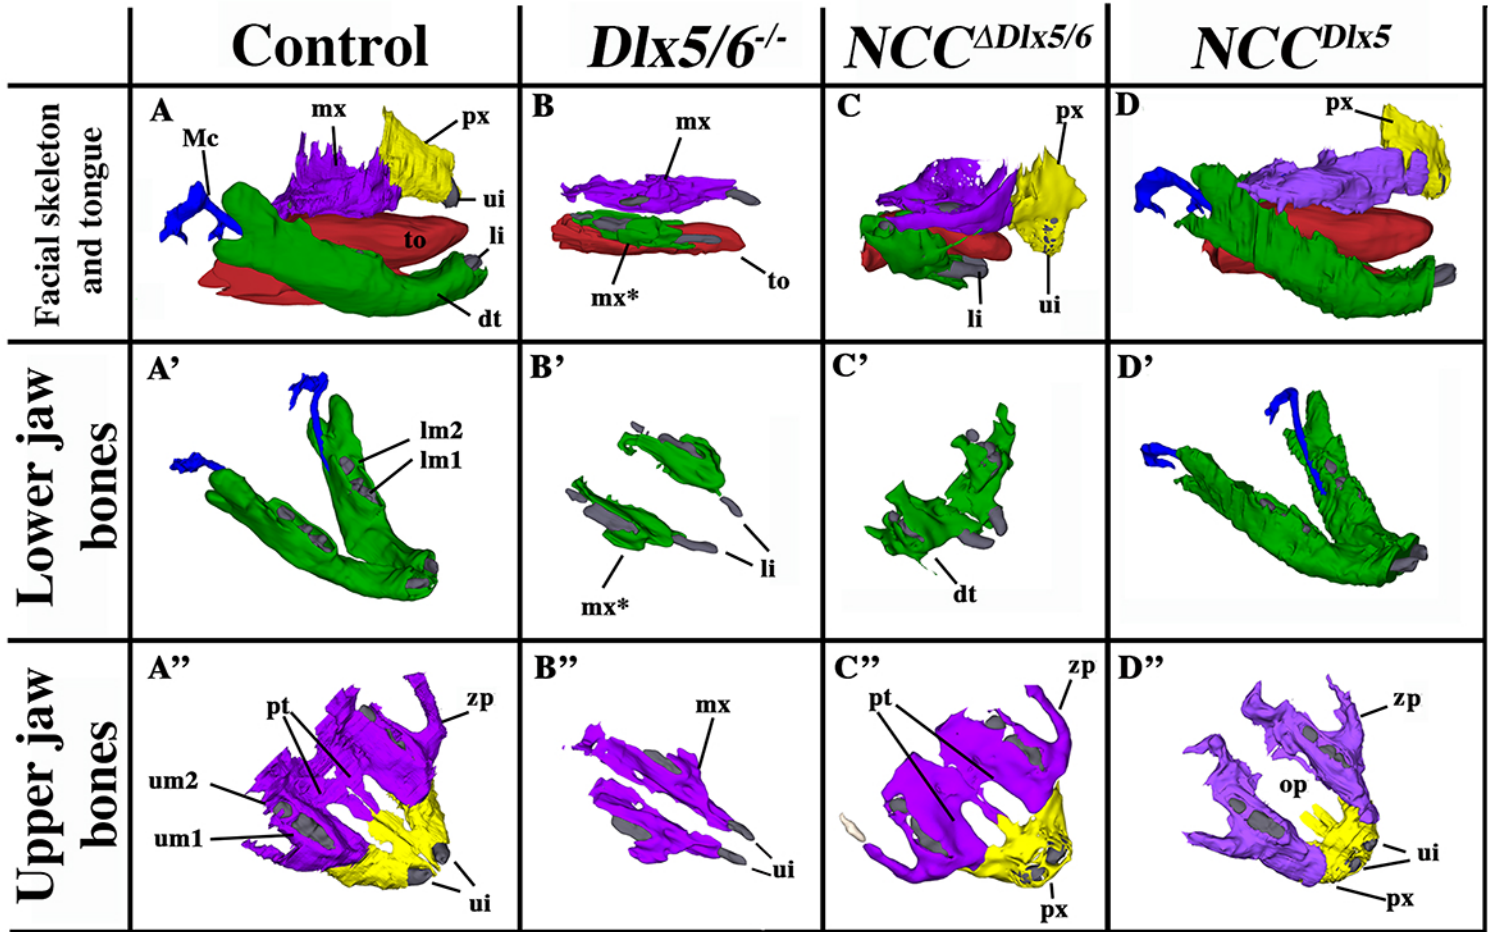 Control Dlx5/6-/- NCCΔDlx5/6 NCCDlx5
Facial skeleton
and tongue
A Mc mx px ui li to dt
B mx mx* to
C px li ui
D px
Lower jaw
bones
A’ lm2 lm1
B’ li mx*
C’ dt
D’
Upper jaw
bones
A’’ pt zp um2 um1 ui
B’’ mx ui
C’’ pt zp px
D’’ zp op ui px